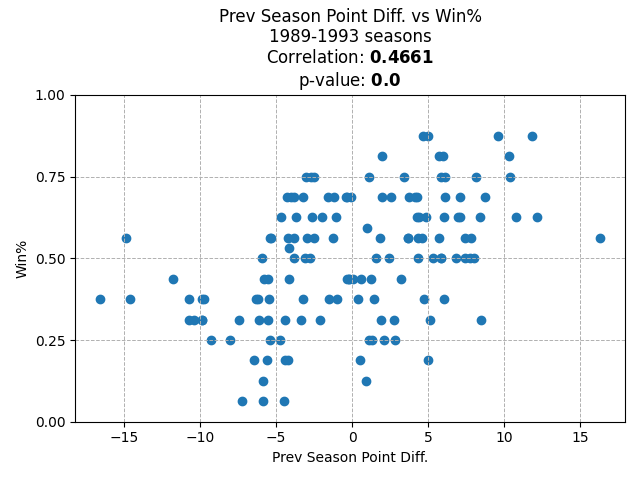 Prev Season Point Diff. vs Win%
1989-1993 seasons
Correlation: 0.4661
p-value: 0.0
1.00
0.75
0.50
0.25
0.00
Win%
−15
−10
−5
0
5
10
15
Prev Season Point Diff.